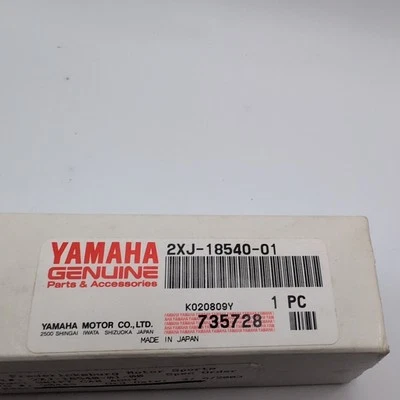 YAMAHA
GENUINE
Parts & Accessories
2XJ-18540-01
K020809Y
1 PC
735728
YAMAHA MOTOR CO.,LTD.
2500 SHINGAI IWATA SHIZUOKA JAPAN
MADE IN JAPAN